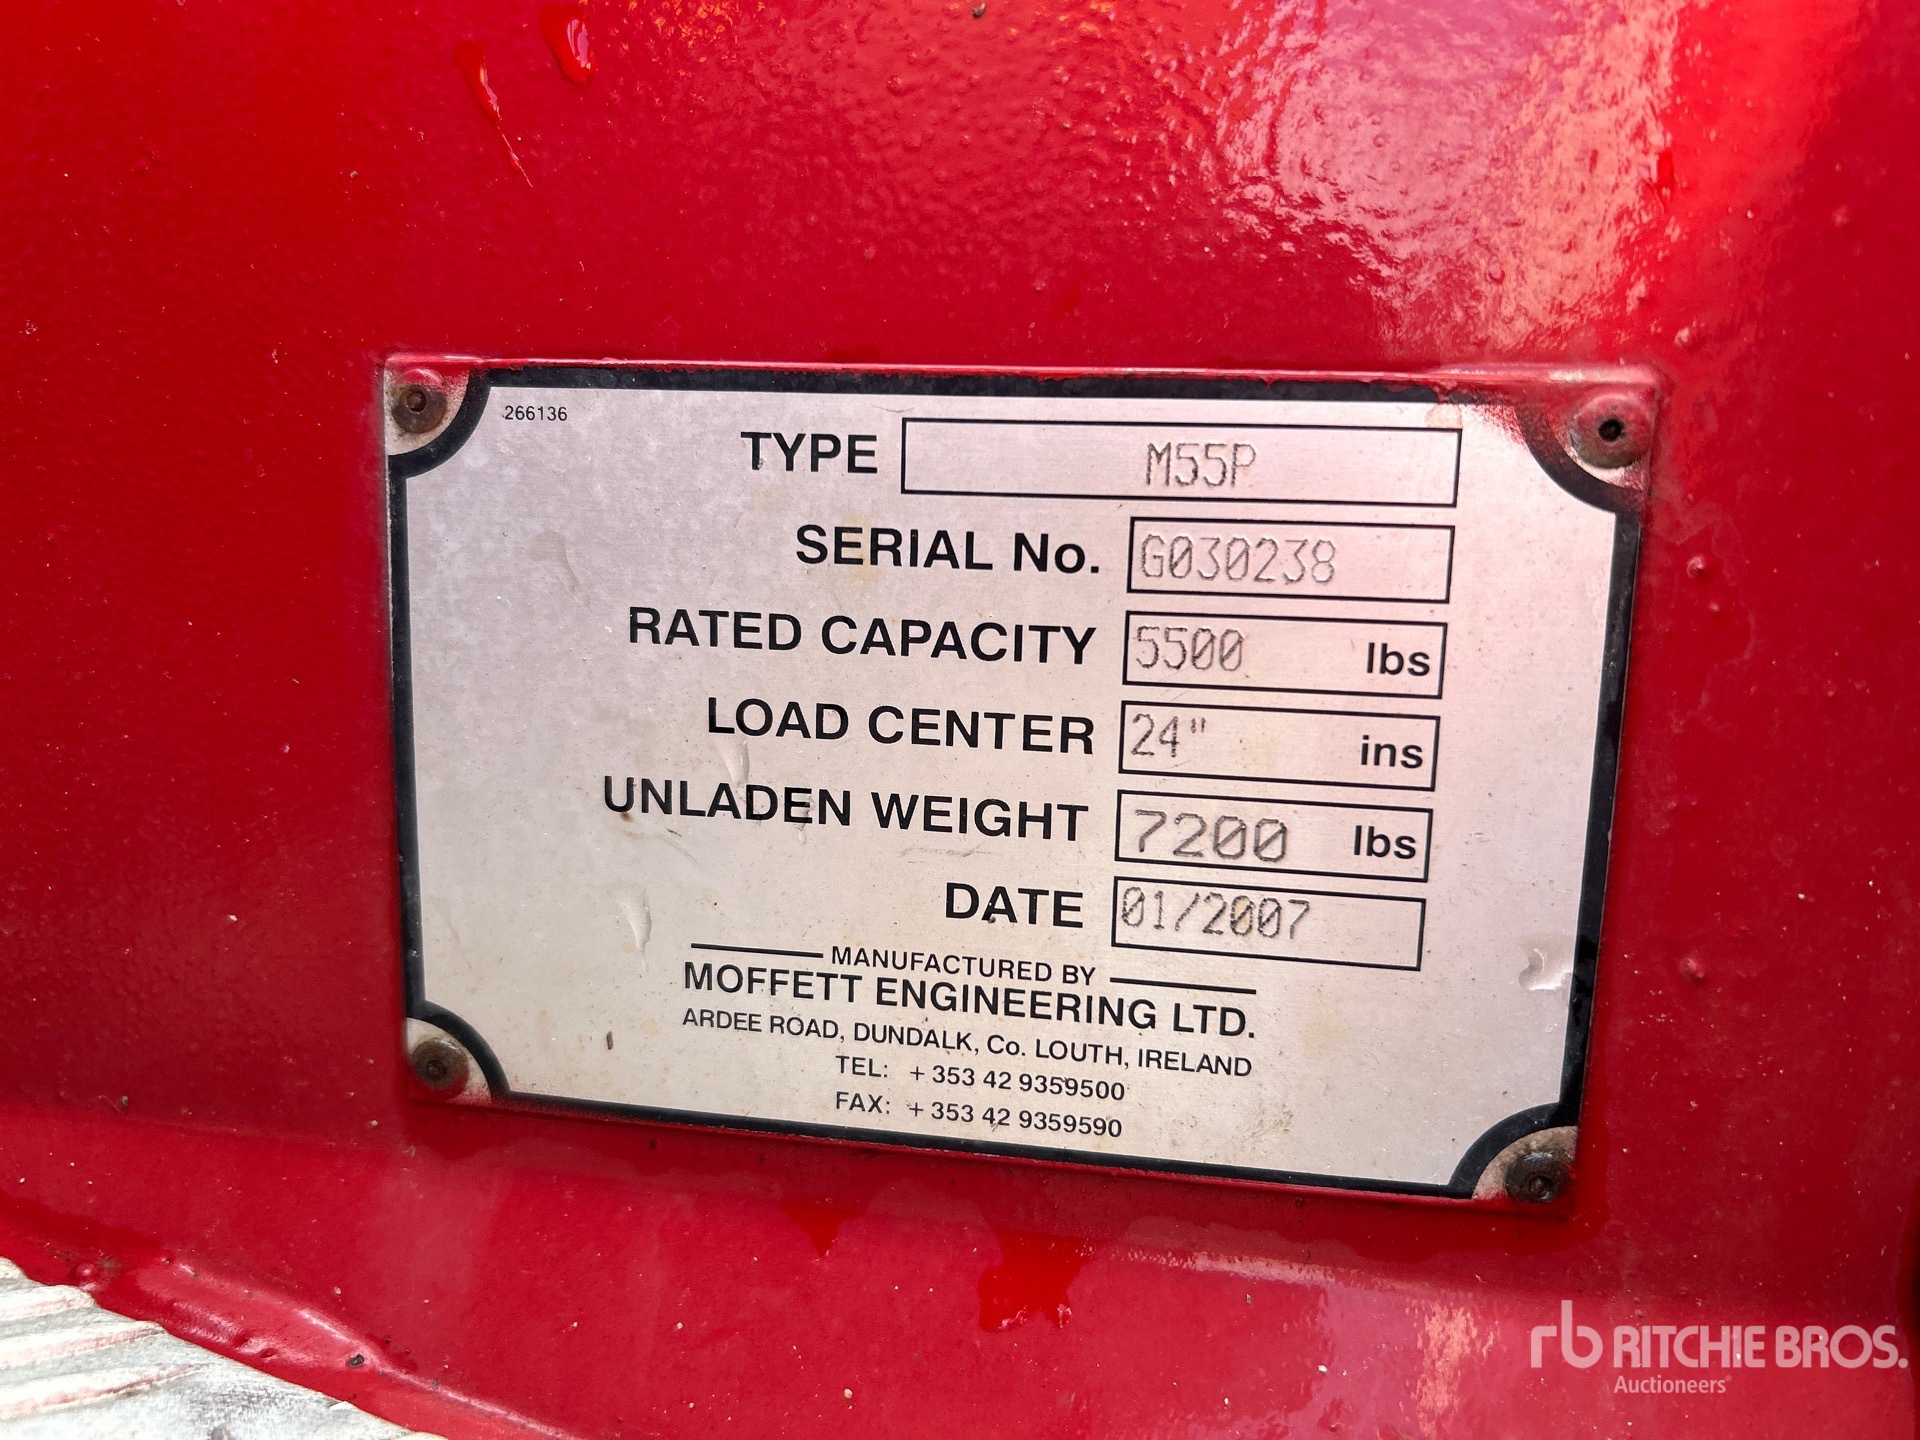 266136
TYPE M55P
SERIAL No. G030238
RATED CAPACITY 5500 lbs
LOAD CENTER 24" ins
UNLADEN WEIGHT 7200 lbs
DATE 01/2007
MANUFACTURED BY
MOFFETT ENGINEERING LTD.
ARDEE ROAD, DUNDALK, Co. LOUTH, IRELAND
TEL: + 353 42 9359500
FAX: + 353 42 9359590
rb RITCHIE BROS.
Auctioneers